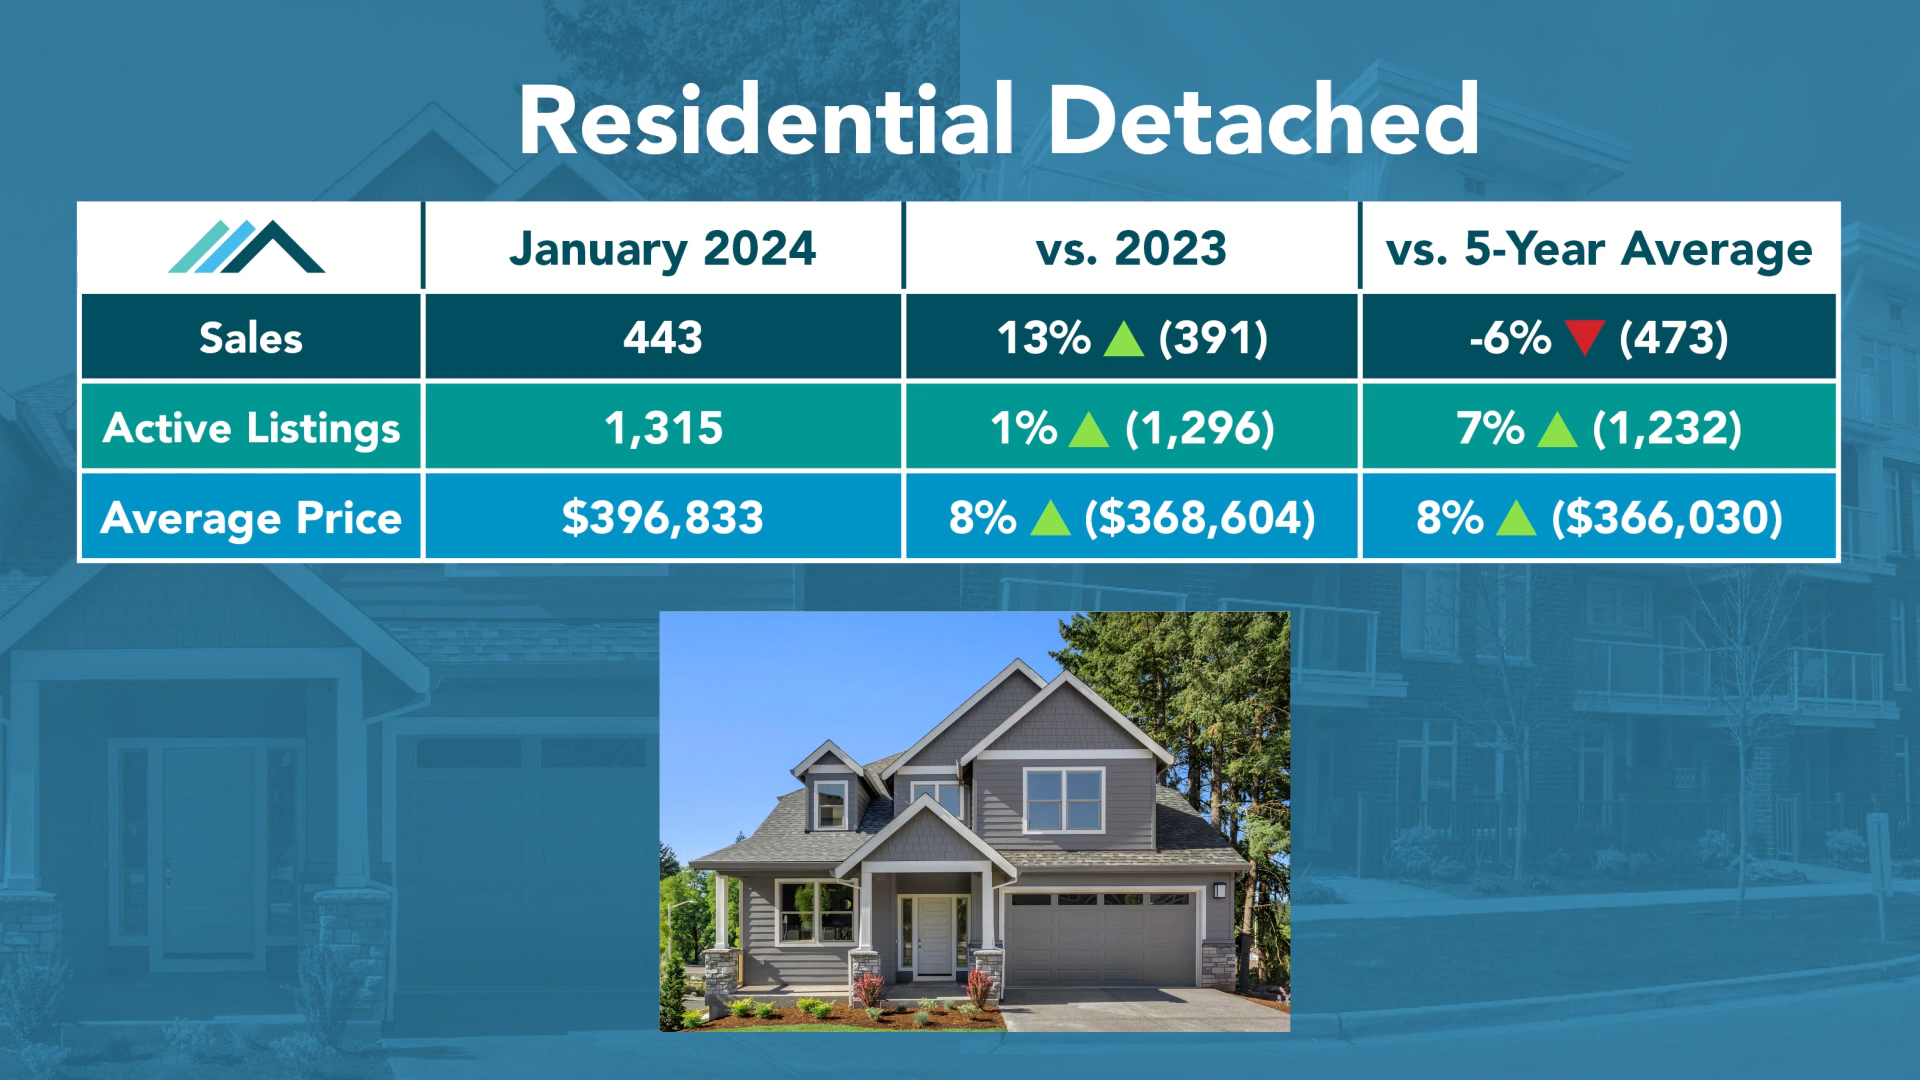 Residential Detached
January 2024 vs. 2023 vs. 5-Year Average
Sales 443 13% ▲ (391) -6% ▼ (473)
Active Listings 1,315 1% ▲ (1,296) 7% ▲ (1,232)
Average Price $396,833 8% ▲ ($368,604) 8% ▲ ($366,030)